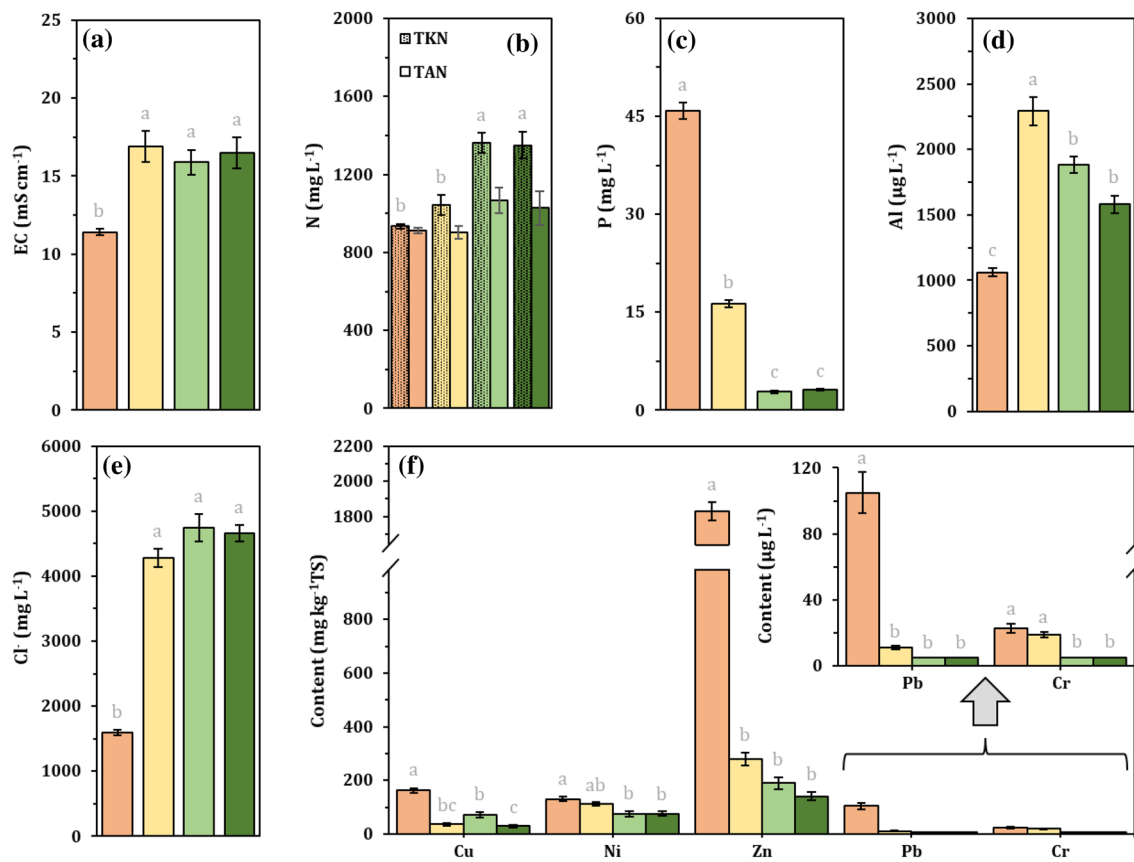 (a)
EC (mS cm-1)
25
20
15
10
5
0
b
a
a
a
(b)
N (mg L-1)
2000
1600
1200
800
400
0
TKN
TAN
b
b
a
a
(c)
P (mg L-1)
60
45
30
15
0
a
b
c
c
(d)
Al (µg L-1)
3000
2500
2000
1500
1000
500
0
c
a
b
b
(e)
Cl- (mg L-1)
6000
5000
4000
3000
2000
1000
0
b
a
a
a
(f)
Content (mg kg-1TS)
2200
2000
1900
1800
800
600
400
200
0
a
bc
b
c
a
ab
b
b
a
b
b
b
Cu
Ni
Zn
Pb
Cr
Content (µg L-1)
120
100
80
40
20
0
a
b
b
b
a
a
b
b
Pb
Cr